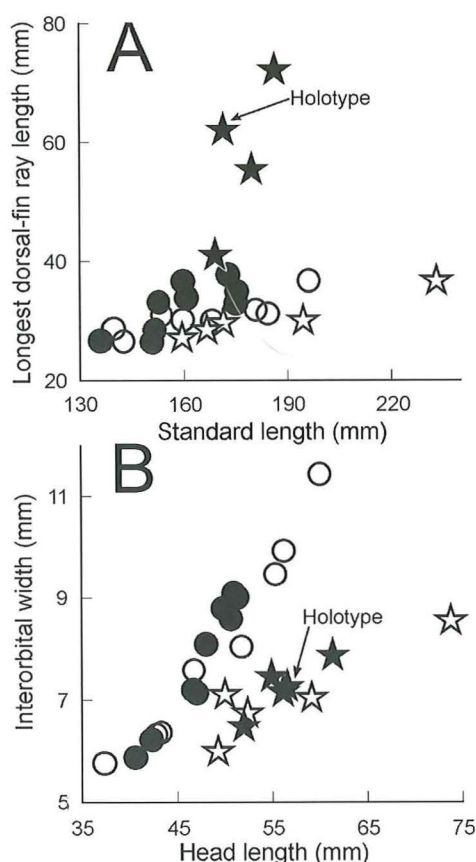 A
Longest dorsal-fin ray length (mm)
80
60
40
20
Holotype
130 160 190 220
Standard length (mm)
B
Interorbital width (mm)
11
9
7
5
Holotype
35 45 55 65 75
Head length (mm)